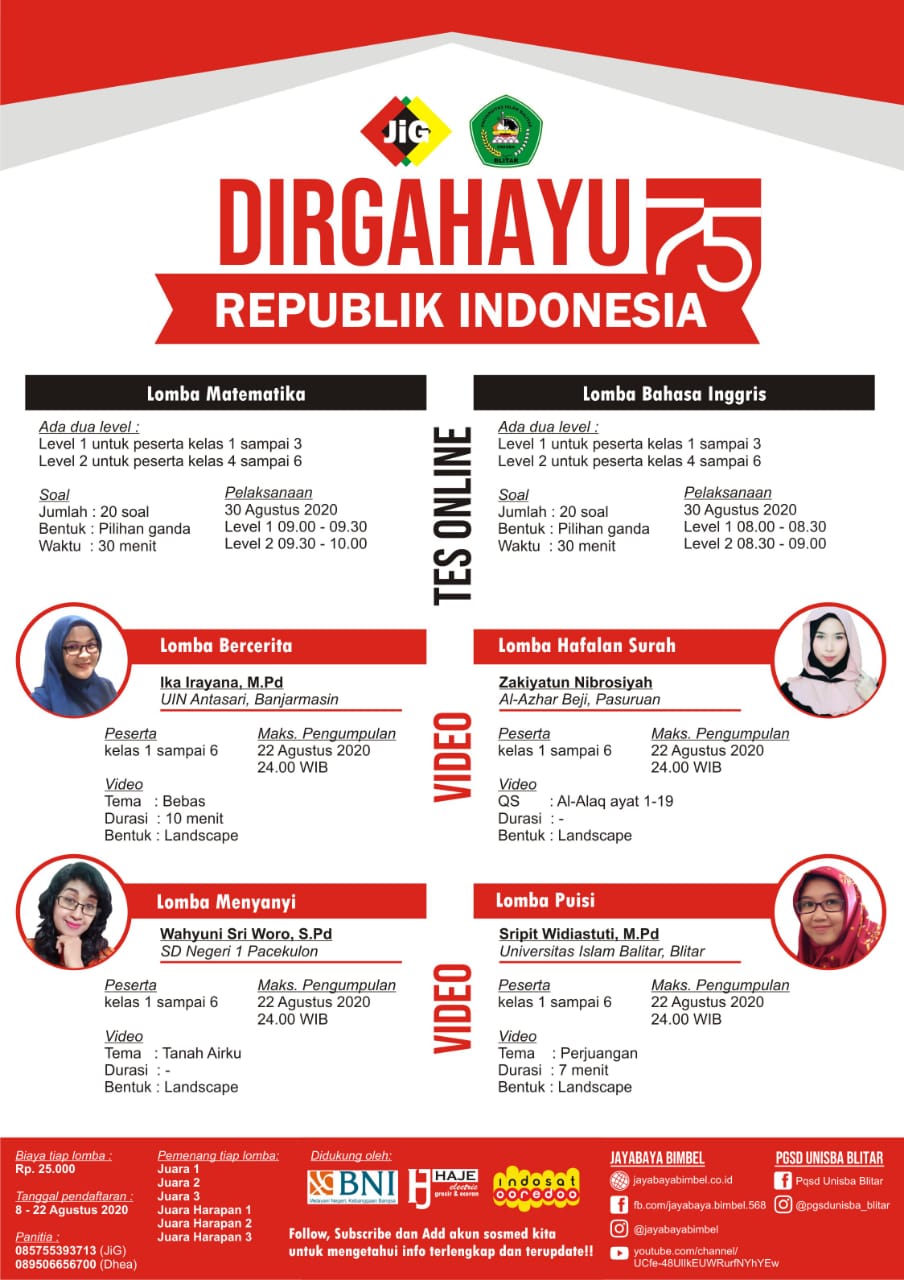 JiG
UNIVERSITAS ISLAM BALITAR
BLITAR
DIRGAHAYU 75
REPUBLIK INDONESIA
Lomba Matematika
Ada dua level :
Level 1 untuk peserta kelas 1 sampai 3
Level 2 untuk peserta kelas 4 sampai 6
Soal
Jumlah : 20 soal
Bentuk : Pilihan ganda
Waktu : 30 menit
Pelaksanaan
30 Agustus 2020
Level 1 09.00 - 09.30
Level 2 09.30 - 10.00
TES ONLINE
Lomba Bahasa Inggris
Ada dua level :
Level 1 untuk peserta kelas 1 sampai 3
Level 2 untuk peserta kelas 4 sampai 6
Soal
Jumlah : 20 soal
Bentuk : Pilihan ganda
Waktu : 30 menit
Pelaksanaan
30 Agustus 2020
Level 1 08.00 - 08.30
Level 2 08.30 - 09.00
Lomba Bercerita
Ika Irayana, M.Pd
UIN Antasari, Banjarmasin
Peserta
kelas 1 sampai 6
Maks. Pengumpulan
22 Agustus 2020
24.00 WIB
Video
Tema : Bebas
Durasi : 10 menit
Bentuk : Landscape
VIDEO
Lomba Hafalan Surah
Zakiyatun Nibrosiyah
Al-Azhar Beji, Pasuruan
Peserta
kelas 1 sampai 6
Maks. Pengumpulan
22 Agustus 2020
24.00 WIB
Video
QS : Al-Alaq ayat 1-19
Durasi : -
Bentuk : Landscape
Lomba Menyanyi
Wahyuni Sri Woro, S.Pd
SD Negeri 1 Pacekulon
Peserta
kelas 1 sampai 6
Maks. Pengumpulan
22 Agustus 2020
24.00 WIB
Video
Tema : Tanah Airku
Durasi : -
Bentuk : Landscape
VIDEO
Lomba Puisi
Sripit Widiastuti, M.Pd
Universitas Islam Balitar, Blitar
Peserta
kelas 1 sampai 6
Maks. Pengumpulan
22 Agustus 2020
24.00 WIB
Video
Tema : Perjuangan
Durasi : 7 menit
Bentuk : Landscape
Biaya tiap lomba :
Rp. 25.000
Tanggal pendaftaran :
8 - 22 Agustus 2020
Panitia :
085755393713 (JiG)
089506656700 (Dhea)
Pemenang tiap lomba:
Juara 1
Juara 2
Juara 3
Juara Harapan 1
Juara Harapan 2
Juara Harapan 3
Didukung oleh:
BNI
Melayani Negeri, Kebanggaan Bangsa
HJ HAJE
electric
grosir & eceran
indosat
ooredoo
Follow, Subscribe dan Add akun sosmed kita
untuk mengetahui info terlengkap dan terupdate!!
JAYABAYA BIMBEL
jayabayabimbel.co.id
fb.com/jayabaya.bimbel.568
@jayabayabimbel
youtube.com/channel/
UCfe-48UlIkEUWRurfNYhYEw
PGSD UNISBA BLITAR
Pqsd Unisba Blitar
@pgsdunisba_blitar